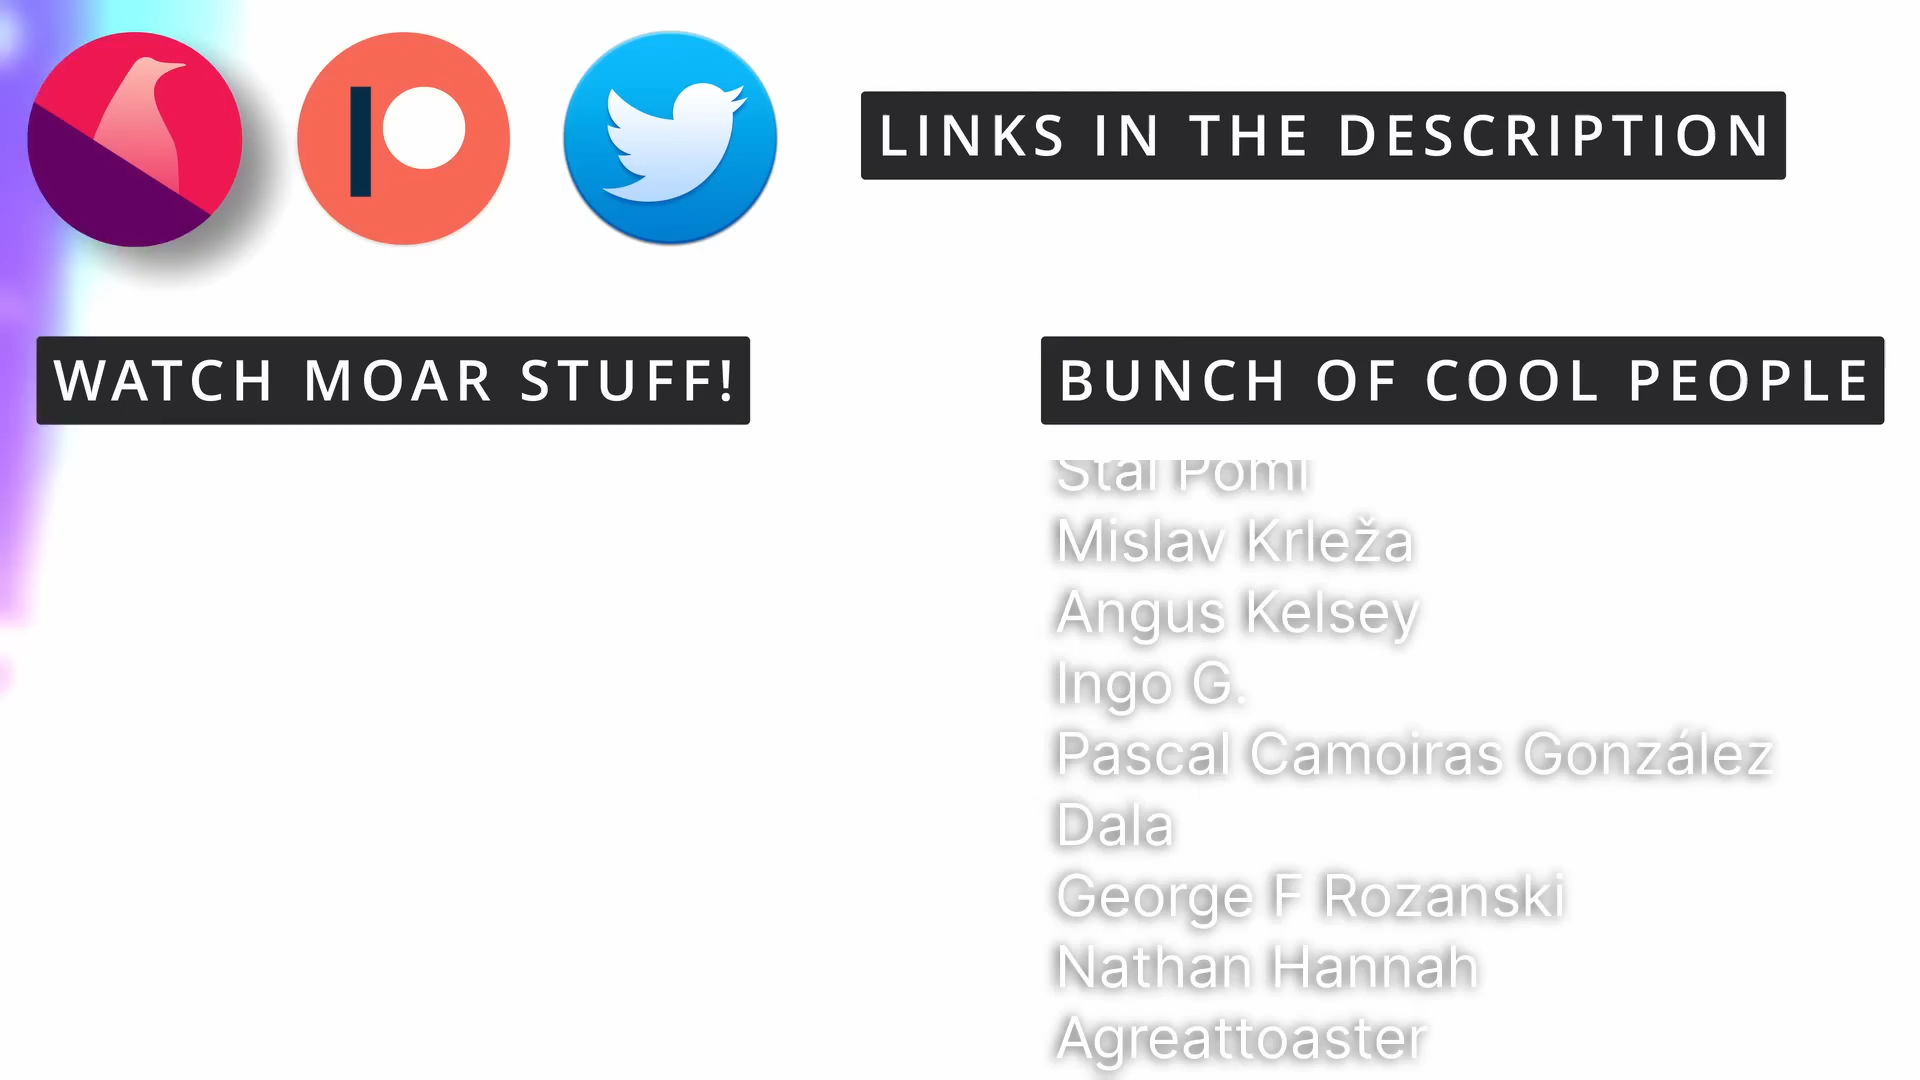 LINKS IN THE DESCRIPTION
WATCH MOAR STUFF!
BUNCH OF COOL PEOPLE
Mislav Krleža
Angus Kelsey
Ingo G.
Pascal Camoiras González
Dala
George F Rozanski
Nathan Hannah
Agreattoaster